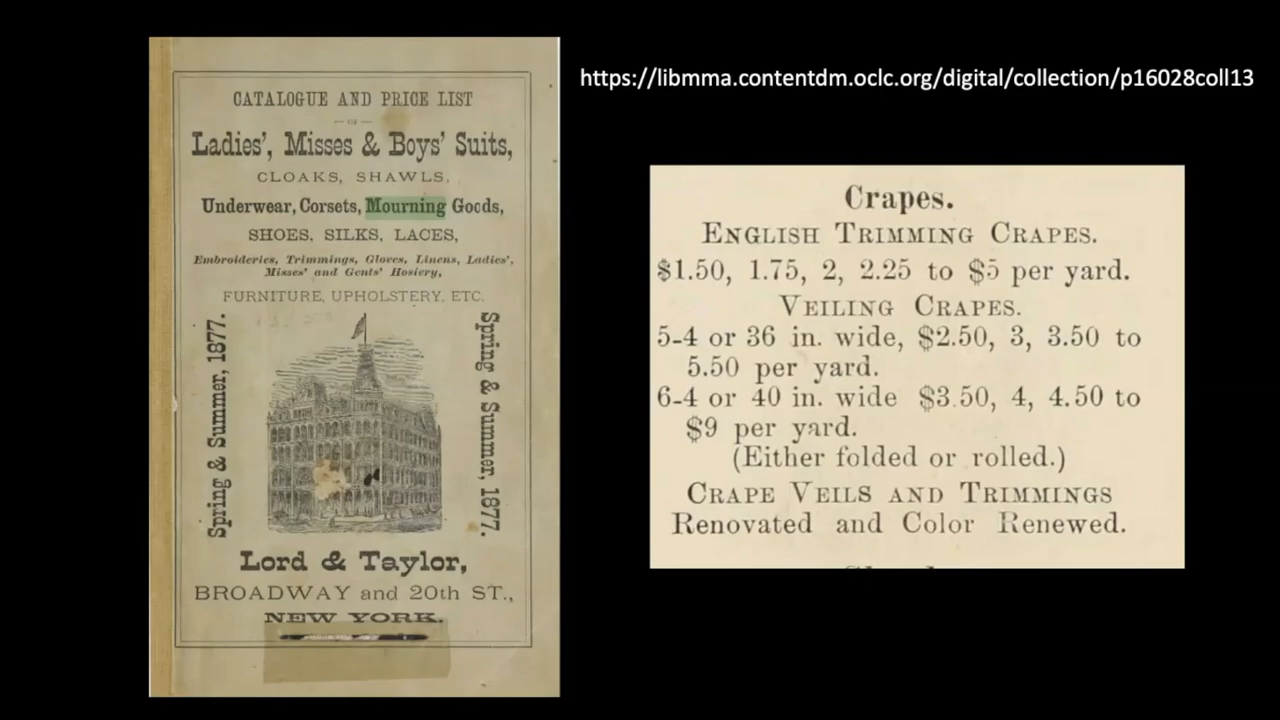 https://libmma.contentdm.oclc.org/digital/collection/p16028coll13
CATALOGUE AND PRICE LIST
— OF —
Ladies', Misses & Boys' Suits,
CLOAKS, SHAWLS,
Underwear, Corsets, Mourning Goods,
SHOES, SILKS, LACES,
Embroideries, Trimmings, Gloves, Linens, Ladies',
Misses' and Gents' Hosiery,
FURNITURE, UPHOLSTERY, ETC.
Spring & Summer, 1877.
Spring & Summer, 1877.
Lord & Taylor,
BROADWAY and 20th ST.,
NEW YORK.
Crapes.
ENGLISH TRIMMING CRAPES.
$1.50, 1.75, 2, 2.25 to $5 per yard.
VEILING CRAPES.
5-4 or 36 in. wide, $2.50, 3, 3.50 to
5.50 per yard.
6-4 or 40 in. wide $3.50, 4, 4.50 to
$9 per yard.
(Either folded or rolled.)
CRAPE VEILS AND TRIMMINGS
Renovated and Color Renewed.